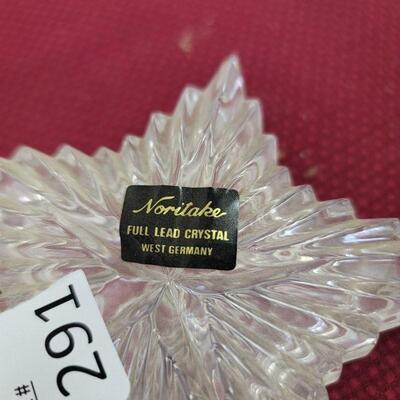 Noritake
FULL LEAD CRYSTAL
WEST GERMANY
291
#